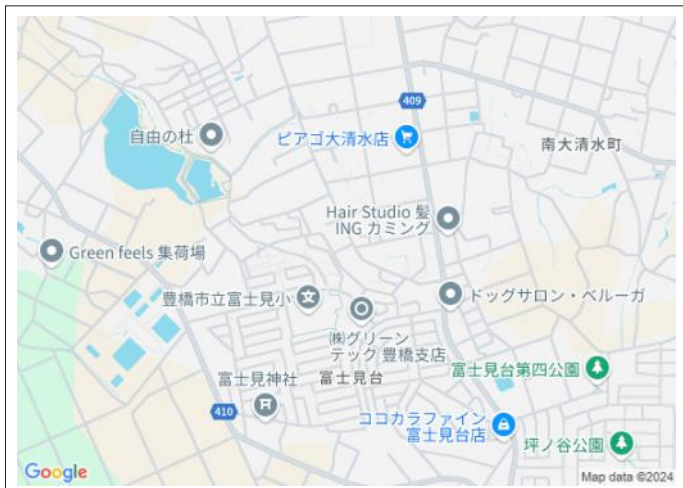 409
自由の杜
ピアゴ大清水店
南大清水町
Hair Studio 髪
ING カミング
Green feels 集荷場
豊橋市立富士見小
ドッグサロン・ベルーガ
㈱グリーン
テック 豊橋支店
富士見台第四公園
富士見神社
富士見台
410
ココカラファイン
富士見台店
坪ノ谷公園
Google
Map data ©2024